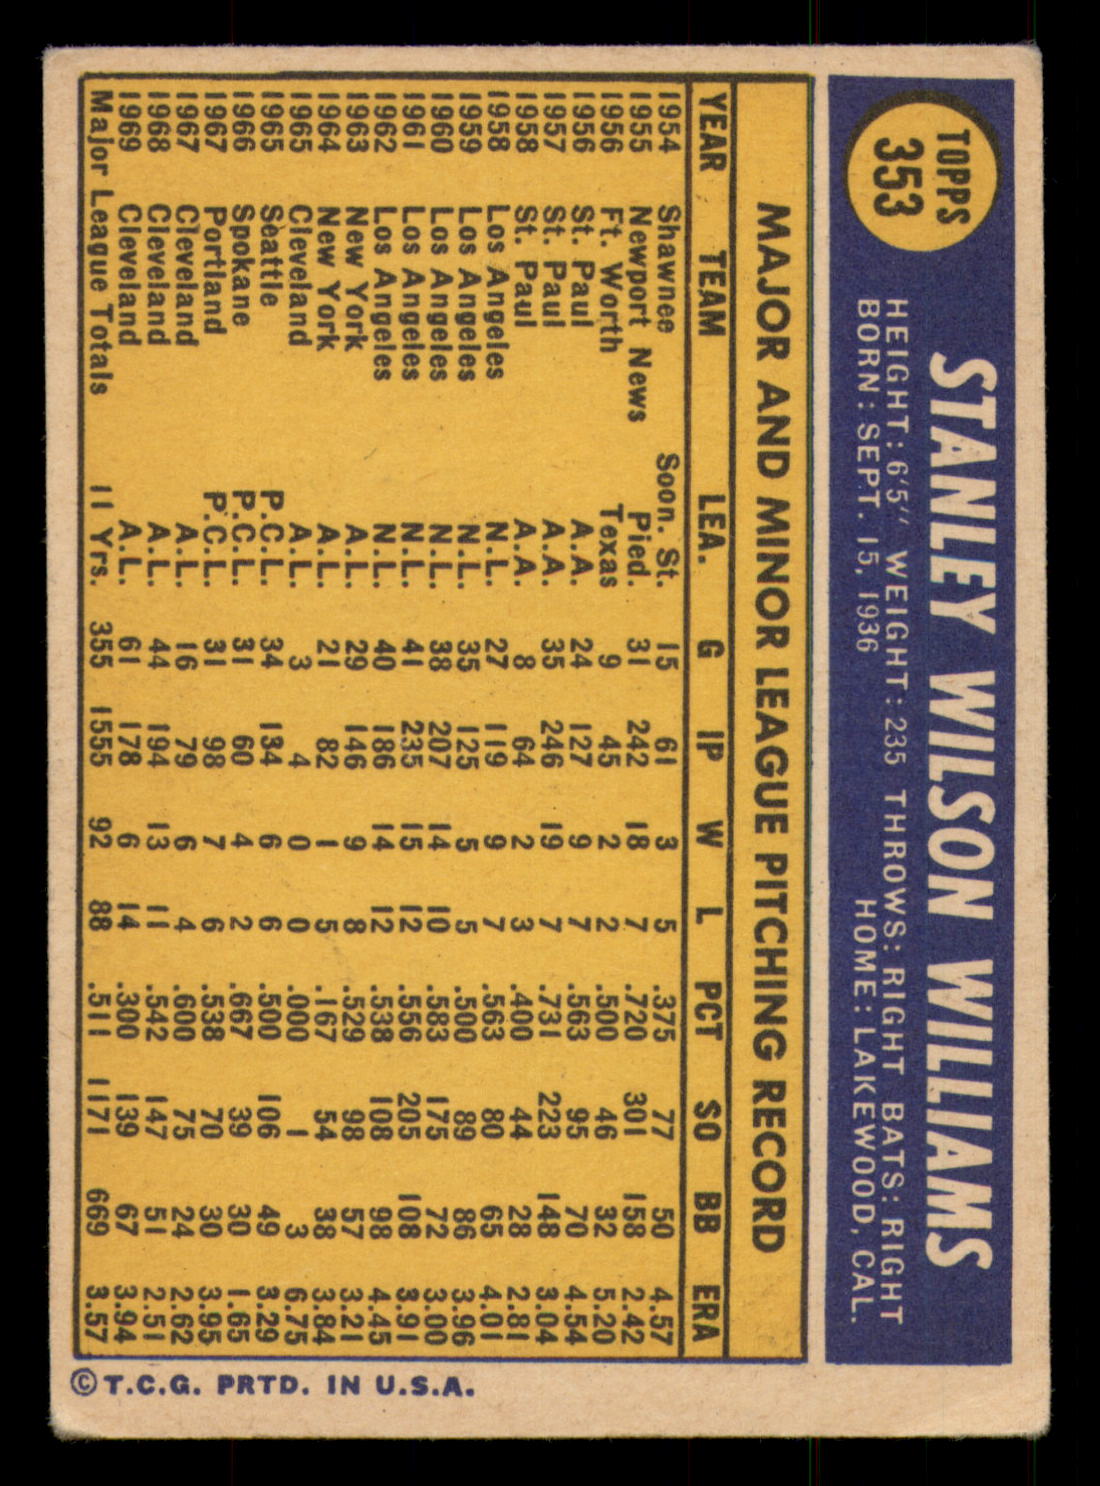 TOPPS
353
STANLEY WILSON WILLIAMS
HEIGHT: 6'5" WEIGHT: 235 THROWS: RIGHT BATS: RIGHT
BORN: SEPT. 15, 1936 HOME: LAKEWOOD, CAL.
MAJOR AND MINOR LEAGUE PITCHING RECORD
YEAR TEAM LEA. G IP W L PCT SO BB ERA
1954 Shawnee Soon. St. 15 61 3 5 .375 77 50 4.57
1955 Newport News Pied. 31 242 18 7 .720 301 158 2.42
1956 Ft. Worth Texas 9 45 2 2 .500 46 32 5.20
1956 St. Paul A.A. 24 127 9 7 .563 95 70 4.54
1957 St. Paul A.A. 35 246 19 7 .731 223 148 3.04
1958 St. Paul A.A. 8 64 2 3 .400 44 28 2.81
1958 Los Angeles N.L. 27 119 9 7 .563 80 65 4.01
1959 Los Angeles N.L. 35 125 5 5 .500 89 86 3.96
1960 Los Angeles N.L. 38 207 14 10 .583 175 72 3.00
1961 Los Angeles N.L. 41 235 15 12 .556 205 108 3.91
1962 Los Angeles N.L. 40 186 14 12 .538 108 98 4.45
1963 New York A.L. 29 146 9 8 .529 98 57 3.21
1964 New York A.L. 21 82 1 5 .167 54 38 3.84
1965 Cleveland A.L. 3 4 0 0 .000 1 3 6.75
1965 Seattle P.C.L. 34 134 6 6 .500 106 49 3.29
1966 Spokane P.C.L. 31 60 4 2 .667 39 30 1.65
1967 Portland P.C.L. 31 98 7 6 .538 70 30 3.95
1967 Cleveland A.L. 16 79 6 4 .600 75 24 2.62
1968 Cleveland A.L. 44 194 13 11 .542 147 51 2.51
1969 Cleveland A.L. 61 178 6 14 .300 139 67 3.94
Major League Totals 11 Yrs. 355 1555 92 88 .511 1171 669 3.57
© T.C.G. PRTD. IN U.S.A.